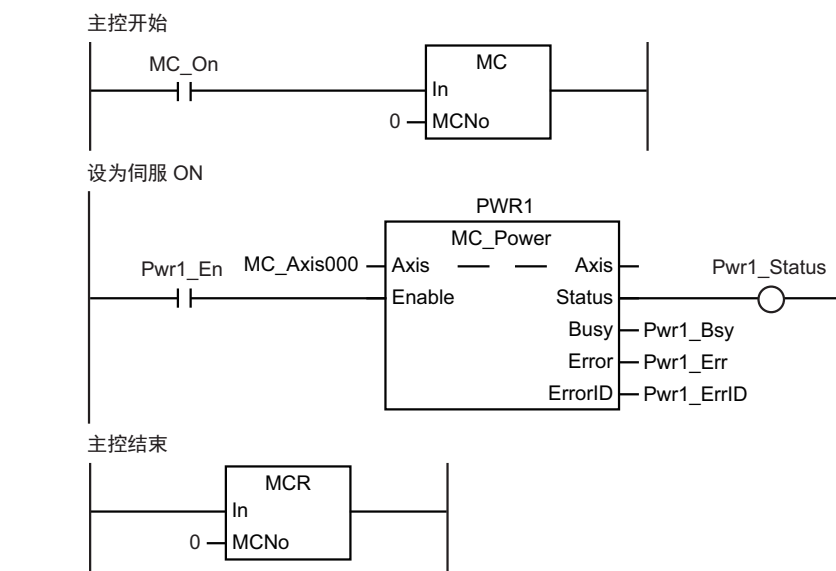 主控开始
MC_On
MC
In
0 MCNo
设为伺服 ON
PWR1
MC_Power
Pwr1_En MC_Axis000 Axis Axis Pwr1_Status
Enable Status
Busy Pwr1_Bsy
Error Pwr1_Err
ErrorID Pwr1_ErrID
主控结束
MCR
In
0 MCNo